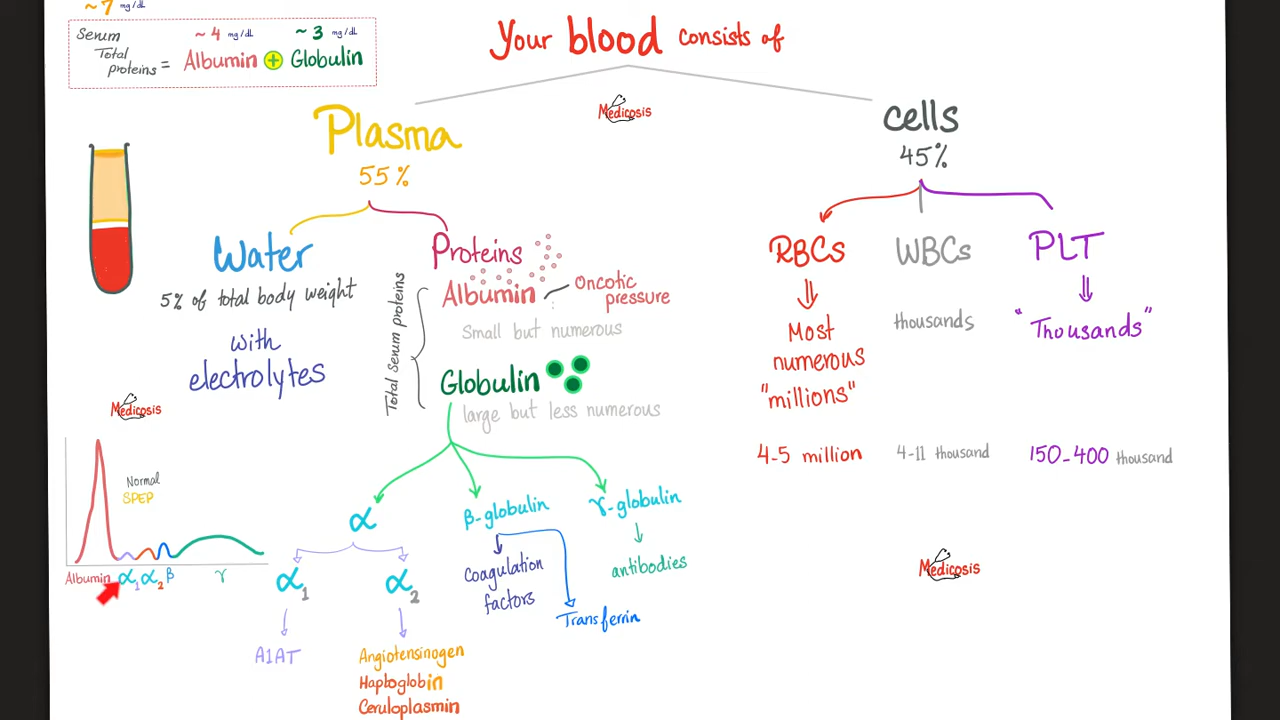 ~7 mg/dL
Serum Total proteins =
~4 mg/dL
Albumin
+
~3 mg/dL
Globulin
Your blood consists of
Medicosis
Plasma
55%
Water
5% of total body weight
with
electrolytes
Proteins
Total Serum proteins
Albumin
Oncotic
pressure
Small but numerous
Globulin
large but less numerous
α
α1
A1AT
α2
Angiotensinogen
Haptoglobin
Ceruloplasmin
β-globulin
Coagulation
factors
Transferrin
γ-globulin
antibodies
cells
45%
RBCs
Most
numerous
"millions"
4-5 million
WBCs
thousands
4-11 thousand
PLT
"Thousands"
150-400 thousand
Medicosis
Normal
SPEP
Albumin α1 α2 β γ
Medicosis